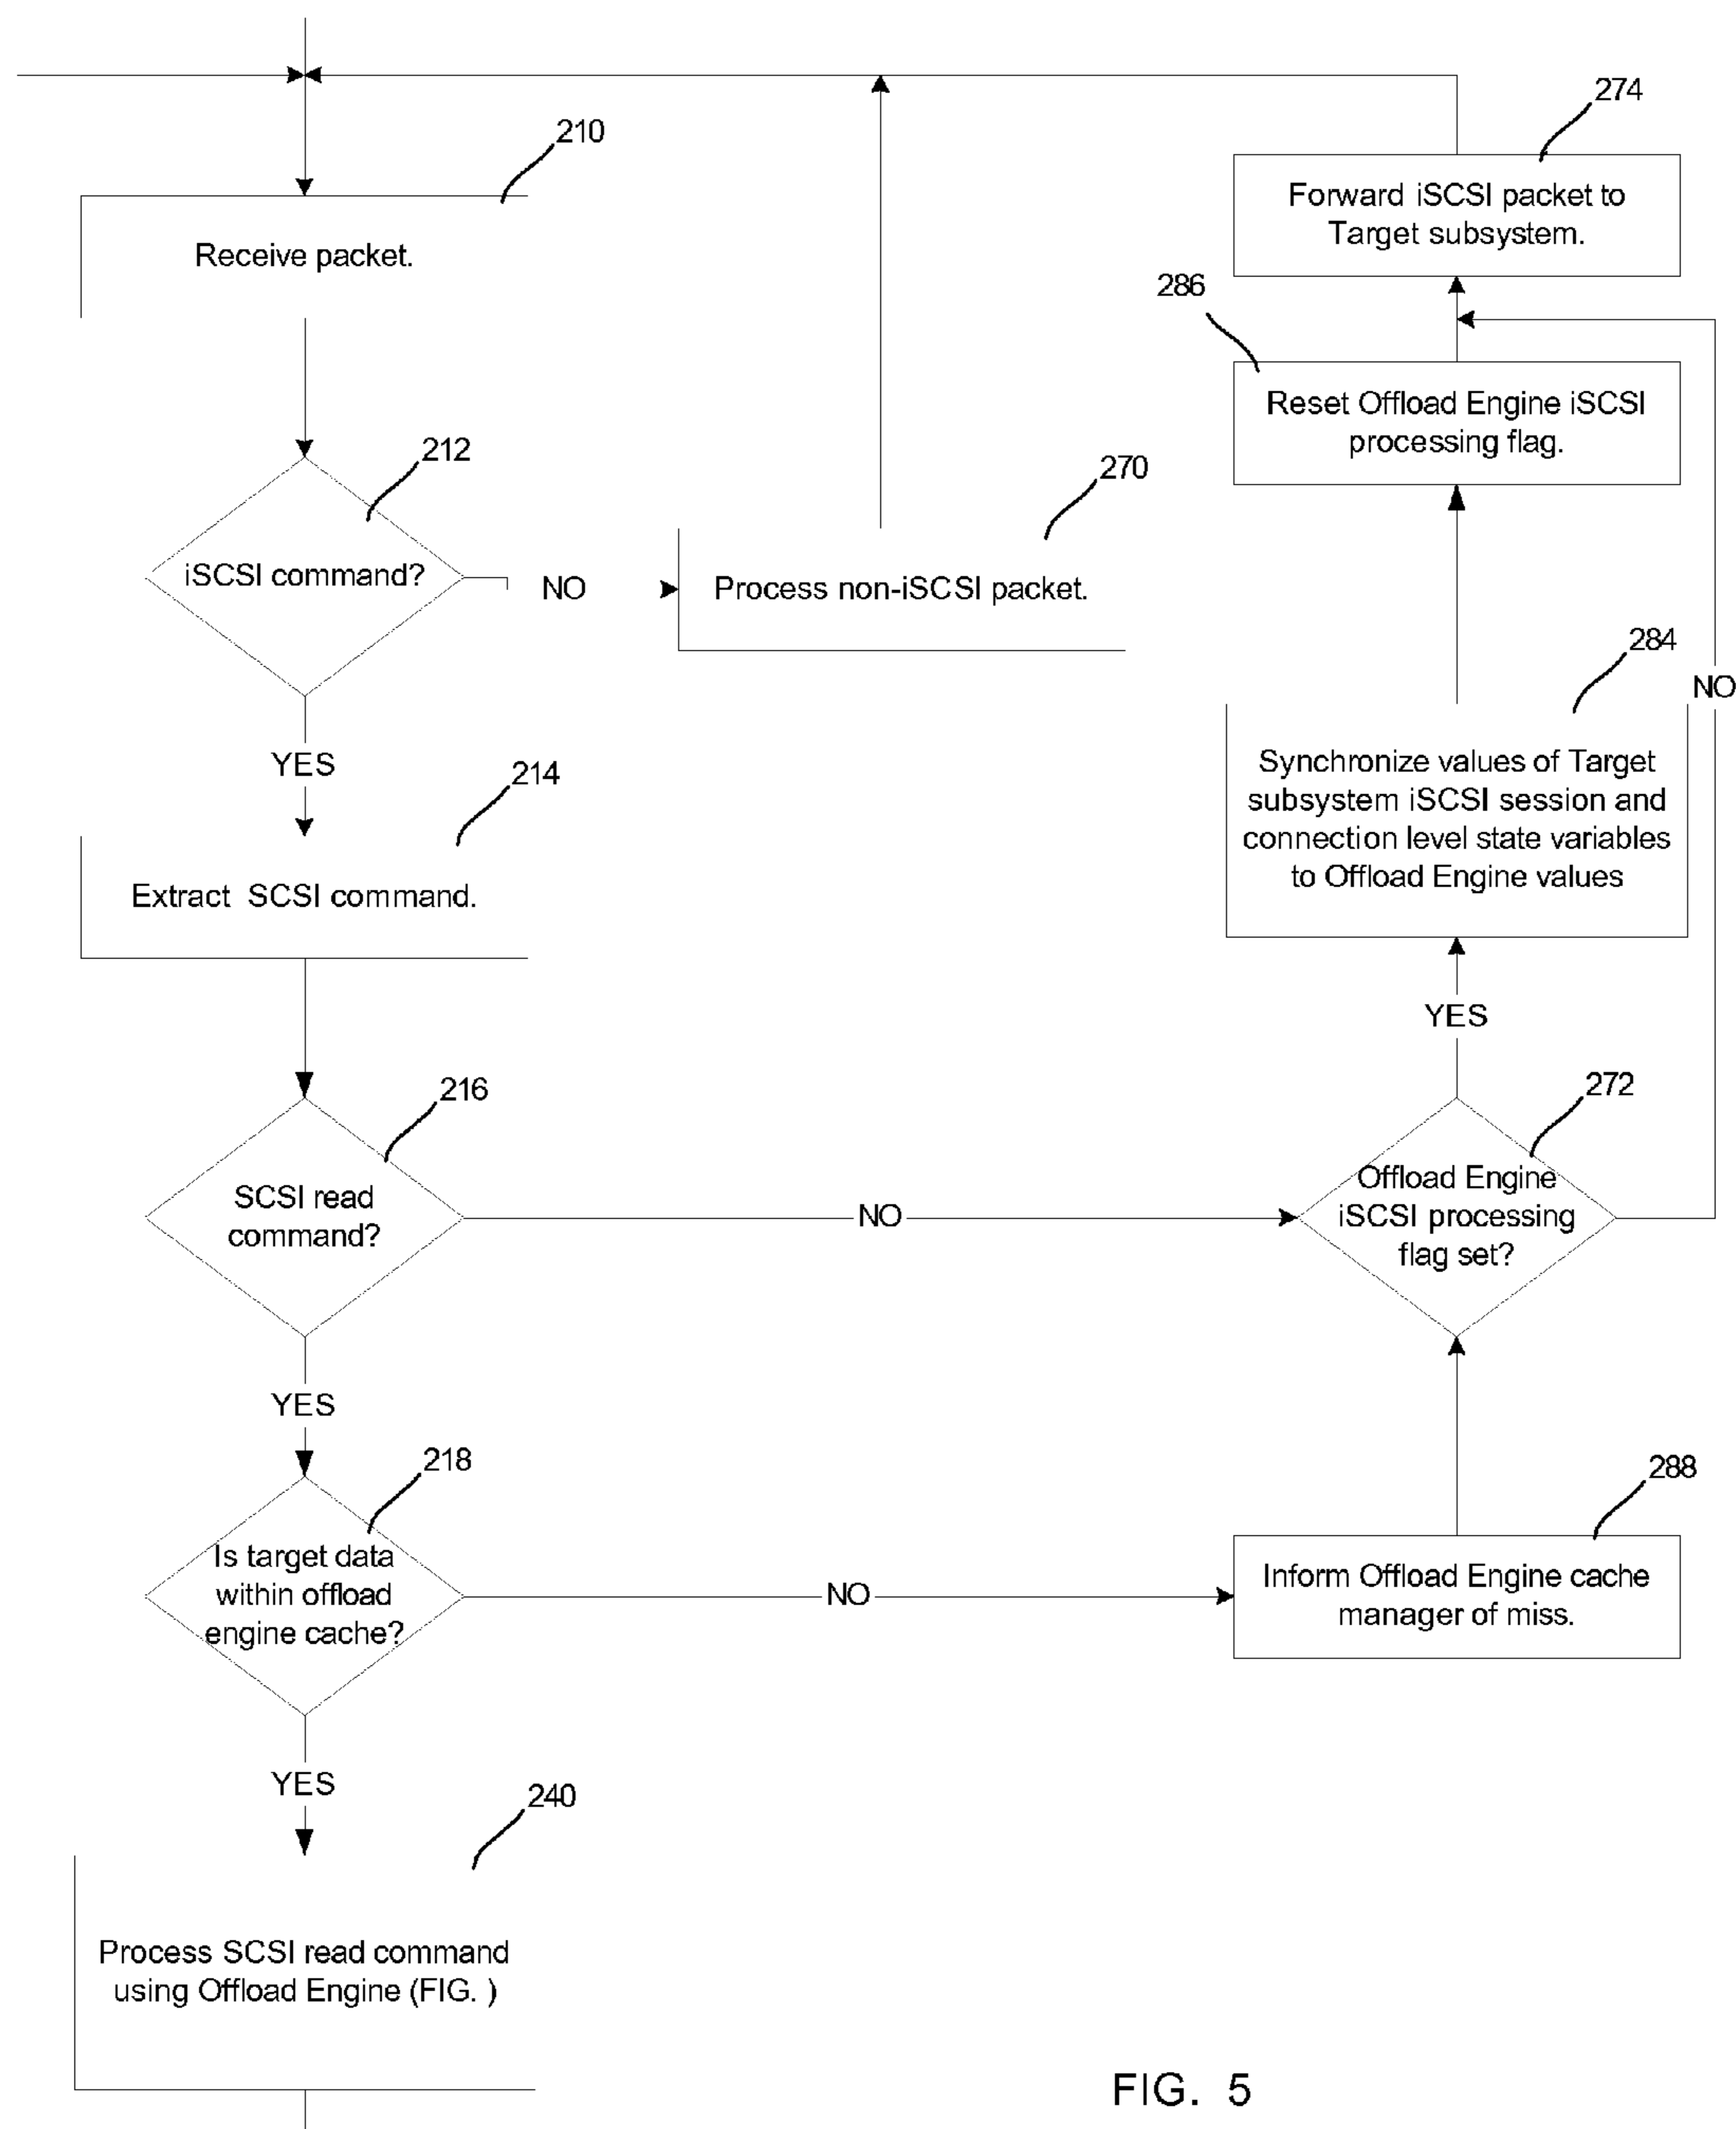 274
210
Forward iSCSI packet to
Target subsystem.
Receive packet.
286
Reset Offload Engine iSCSI
processing flag.
212
270
iSCSI command?
NO
Process non-iSCSI packet.
284
NO
YES
Synchronize values of Target
subsystem iSCSI session and
connection level state variables
to Offload Engine values
214
Extract SCSI command.
YES
216
272
SCSI read
command?
NO
Offload Engine
iSCSI processing
flag set?
YES
218
288
Is target data
within offload
engine cache?
NO
Inform Offload Engine cache
manager of miss.
YES
240
Process SCSI read command
using Offload Engine (FIG. )
FIG. 5